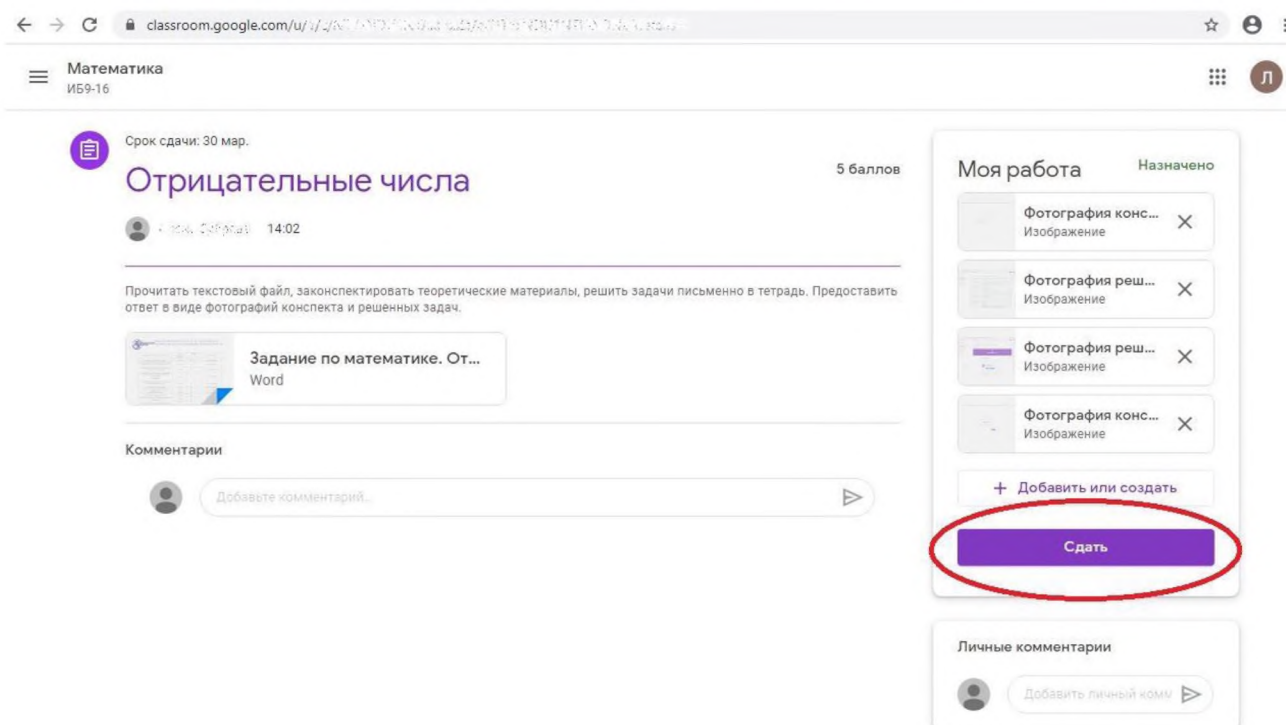 classroom.google.com/u/
Математика
ИБ9-16
Л
Срок сдачи: 30 мар.
Отрицательные числа
5 баллов
14:02
Прочитать текстовый файл, законспектировать теоретические материалы, решить задачи письменно в тетрадь. Предоставить
ответ в виде фотографий конспекта и решенных задач.
Задание по математике. От...
Word
Комментарии
Добавьте комментарий...
Моя работа
Назначено
Фотография конс...
Изображение
Фотография реш...
Изображение
Фотография реш...
Изображение
Фотография конс...
Изображение
+ Добавить или создать
Сдать
Личные комментарии
Добавить личный комм